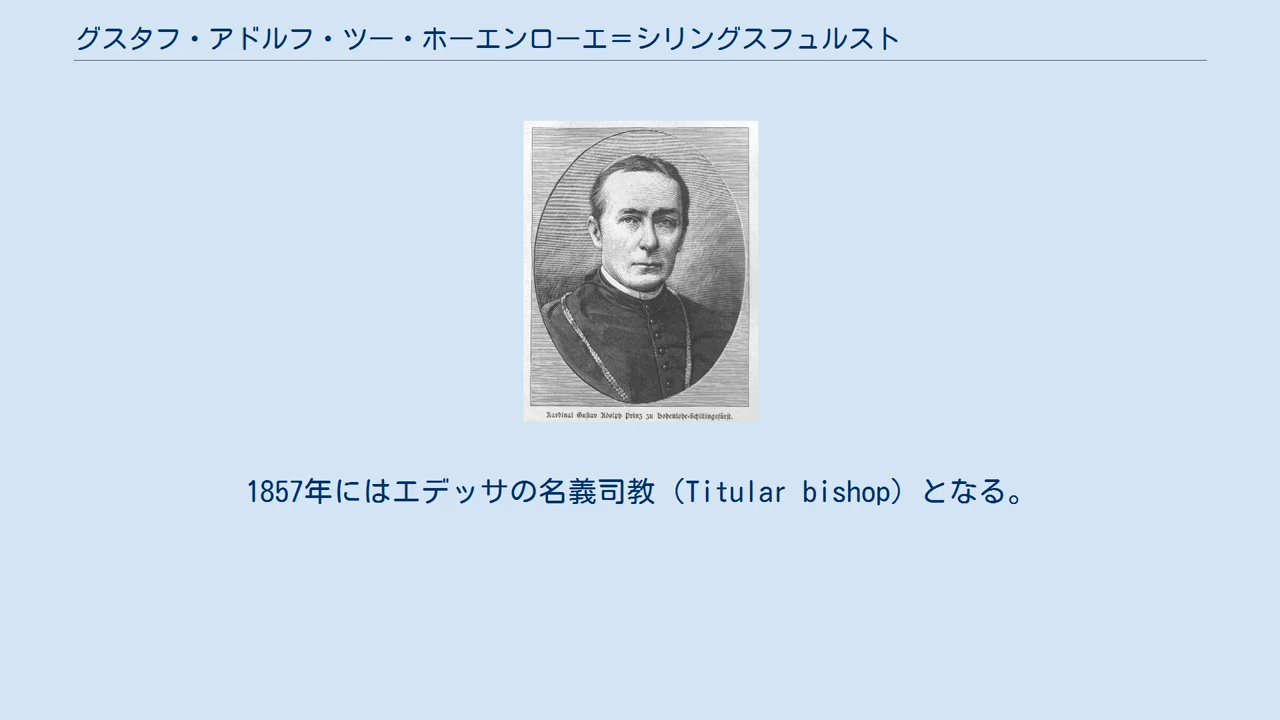 グスタフ・アドルフ・ツー・ホーエンローエ＝シリングスフュルスト
Kardinal Gustav Adolph Prinz zu Hohenlohe-Schillingsfürst.
1857年にはエデッサの名義司教（Titular bishop）となる。